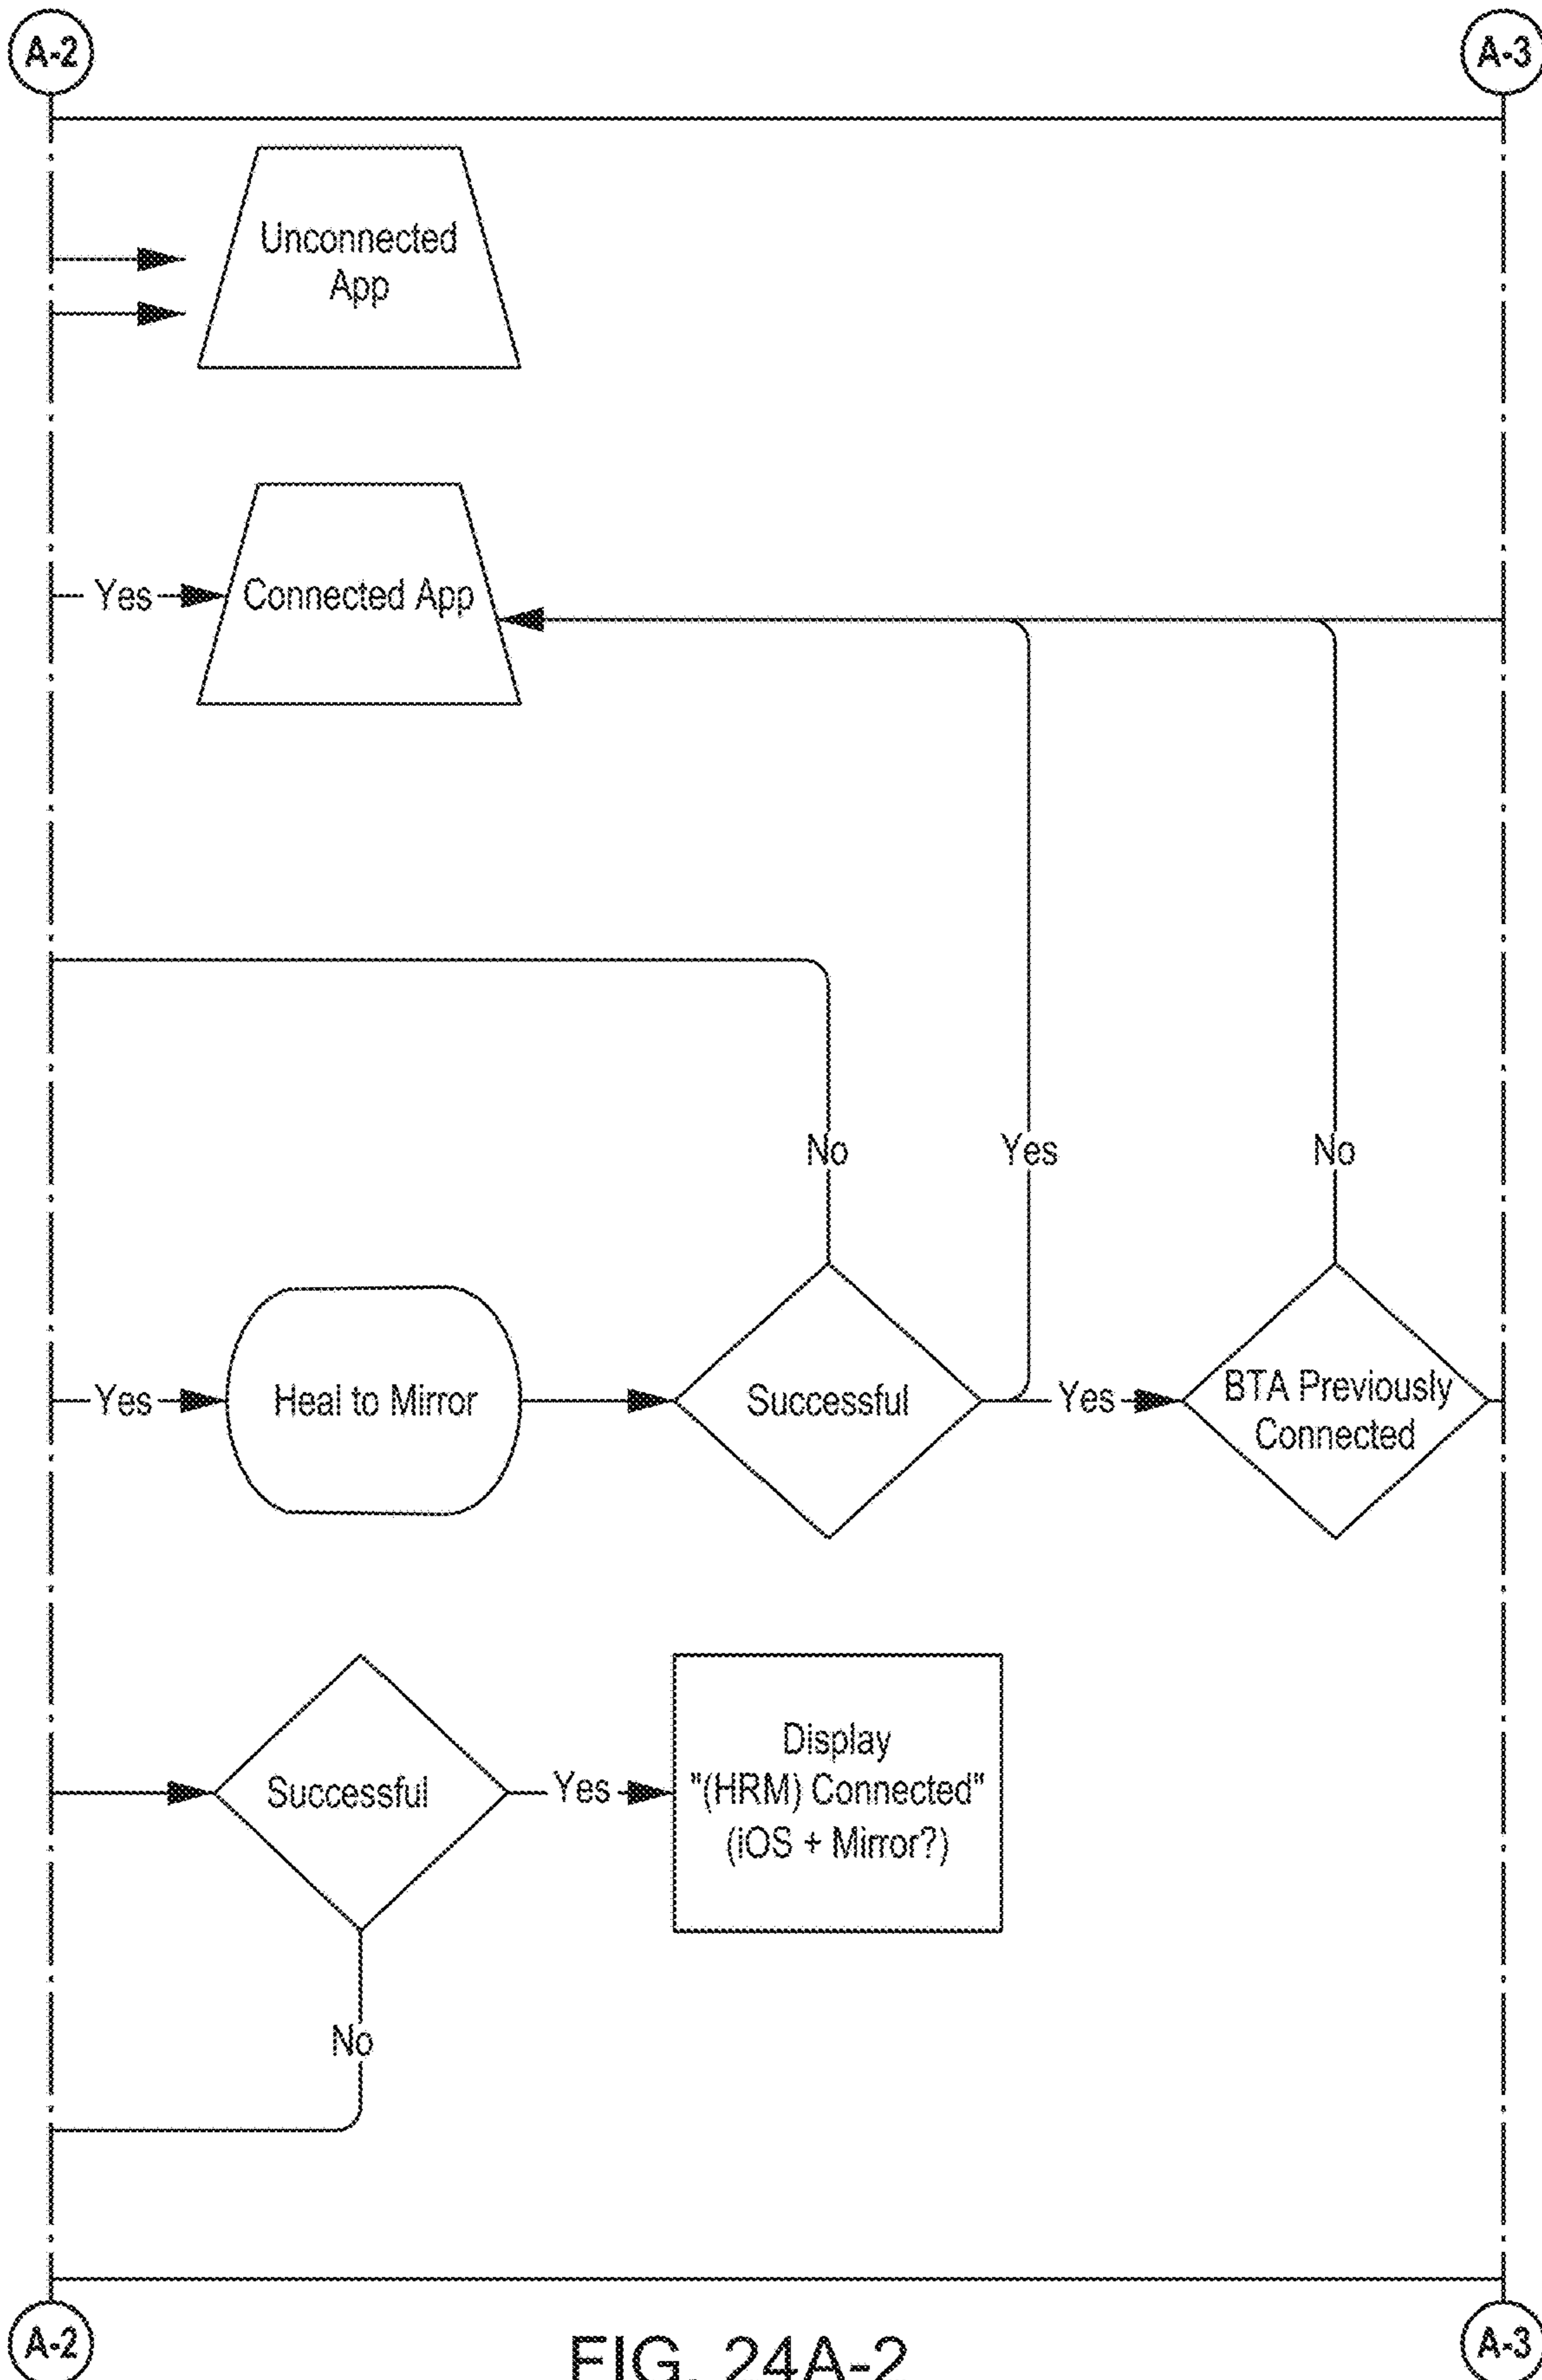 A-2
A-3
Unconnected
App
Yes
Connected App
No
Yes
No
Yes
Heal to Mirror
Successful
Yes
BTA Previously
Connected
Successful
Yes
Display
"(HRM) Connected"
(iOS + Mirror?)
No
A-2
A-3
FIG. 24A-2